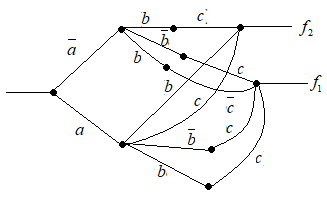 b c f₂
b̄
a̅ b
b c f₁
c c̅
a b̅ c
b c